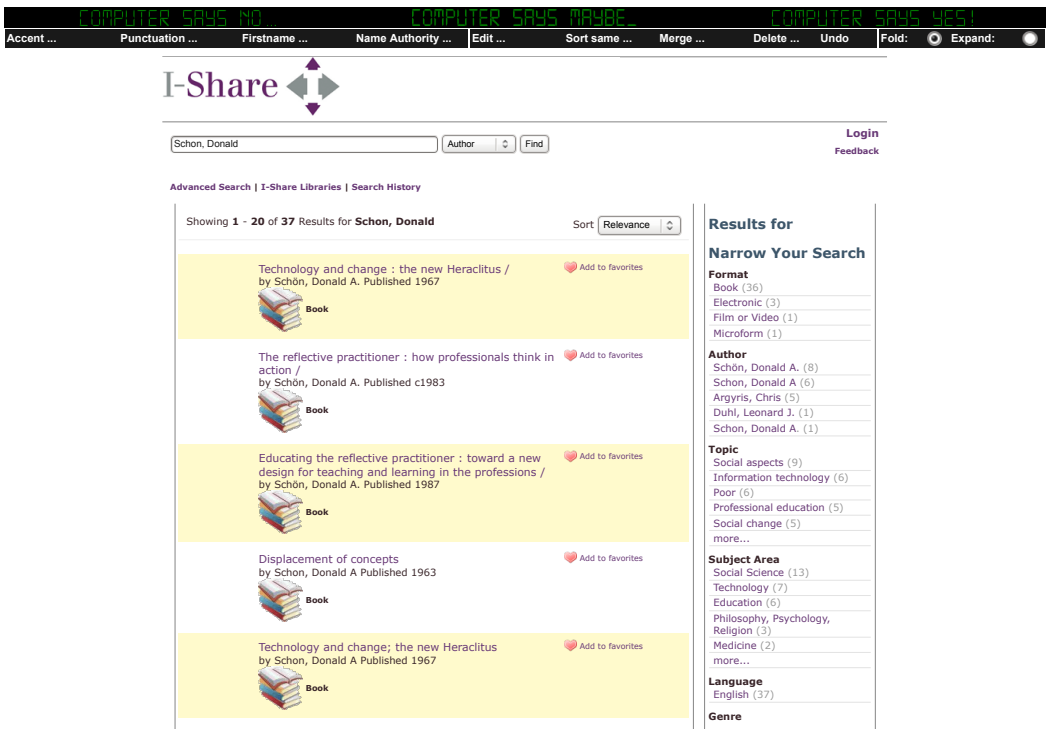 COMPUTER SAYS NO... COMPUTER SAYS MAYBE_ COMPUTER SAYS YES!
Accent ... Punctuation ... Firstname ... Name Authority ... Edit ... Sort same ... Merge ... Delete ... Undo Fold: Expand:
I-Share
Schon, Donald Author Find
Login
Feedback
Advanced Search | I-Share Libraries | Search History
Showing 1 - 20 of 37 Results for Schon, Donald Sort Relevance
Technology and change : the new Heraclitus / Add to favorites
by Schön, Donald A. Published 1967
Book
The reflective practitioner : how professionals think in Add to favorites
action /
by Schön, Donald A. Published c1983
Book
Educating the reflective practitioner : toward a new Add to favorites
design for teaching and learning in the professions /
by Schön, Donald A. Published 1987
Book
Displacement of concepts Add to favorites
by Schon, Donald A Published 1963
Book
Technology and change; the new Heraclitus Add to favorites
by Schon, Donald A Published 1967
Book
Results for
Narrow Your Search
Format
Book (36)
Electronic (3)
Film or Video (1)
Microform (1)
Author
Schön, Donald A. (8)
Schon, Donald A (6)
Argyris, Chris (5)
Duhl, Leonard J. (1)
Schon, Donald A. (1)
Topic
Social aspects (9)
Information technology (6)
Poor (6)
Professional education (5)
Social change (5)
more...
Subject Area
Social Science (13)
Technology (7)
Education (6)
Philosophy, Psychology,
Religion (3)
Medicine (2)
more...
Language
English (37)
Genre